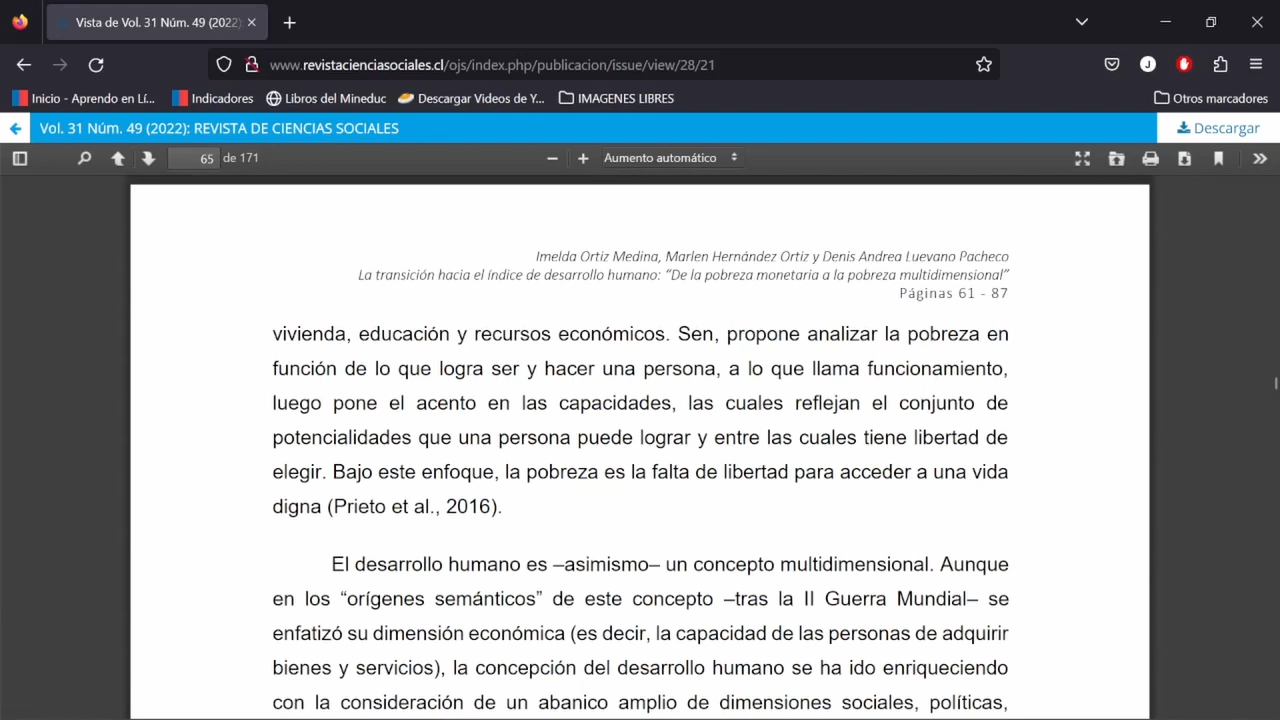 Vista de Vol. 31 Núm. 49 (2022)
www.revistacienciasociales.cl/ojs/index.php/publicacion/issue/view/28/21
Inicio - Aprendo en Lí... Indicadores Libros del Mineduc Descargar Videos de Y... IMAGENES LIBRES Otros marcadores
Vol. 31 Núm. 49 (2022): REVISTA DE CIENCIAS SOCIALES Descargar
65 de 171 Aumento automático
Imelda Ortiz Medina, Marlen Hernández Ortiz y Denis Andrea Luevano Pacheco
La transición hacia el índice de desarrollo humano: “De la pobreza monetaria a la pobreza multidimensional”
Páginas 61 - 87
vivienda, educación y recursos económicos. Sen, propone analizar la pobreza en
función de lo que logra ser y hacer una persona, a lo que llama funcionamiento,
luego pone el acento en las capacidades, las cuales reflejan el conjunto de
potencialidades que una persona puede lograr y entre las cuales tiene libertad de
elegir. Bajo este enfoque, la pobreza es la falta de libertad para acceder a una vida
digna (Prieto et al., 2016).
El desarrollo humano es –asimismo– un concepto multidimensional. Aunque
en los “orígenes semánticos” de este concepto –tras la II Guerra Mundial– se
enfatizó su dimensión económica (es decir, la capacidad de las personas de adquirir
bienes y servicios), la concepción del desarrollo humano se ha ido enriqueciendo
con la consideración de un abanico amplio de dimensiones sociales, políticas,